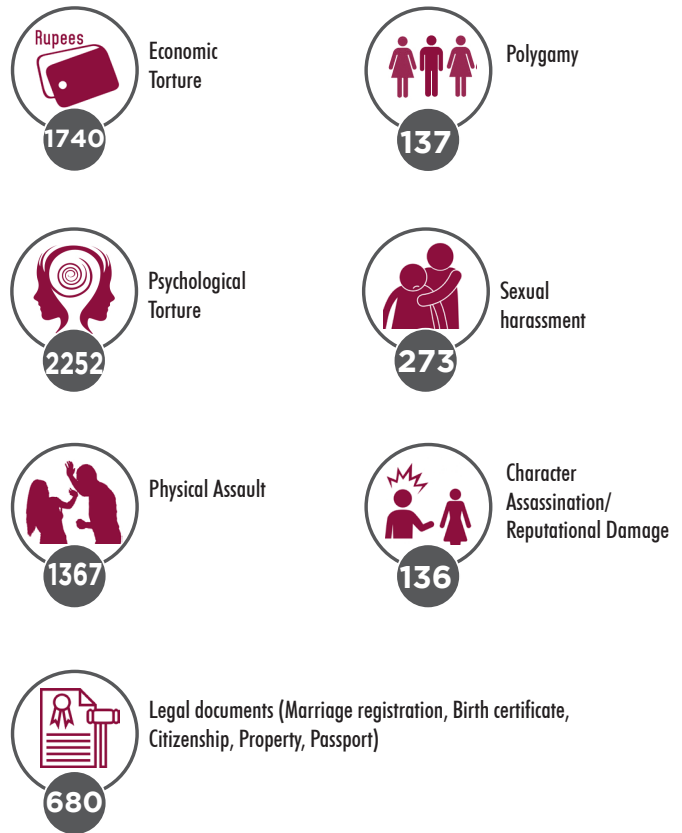 Rupees
Economic
Torture
1740
Polygamy
137
Psychological
Torture
2252
Sexual
harassment
273
Physical Assault
1367
Character
Assassination/
Reputational Damage
136
Legal documents (Marriage registration, Birth certificate,
Citizenship, Property, Passport)
680